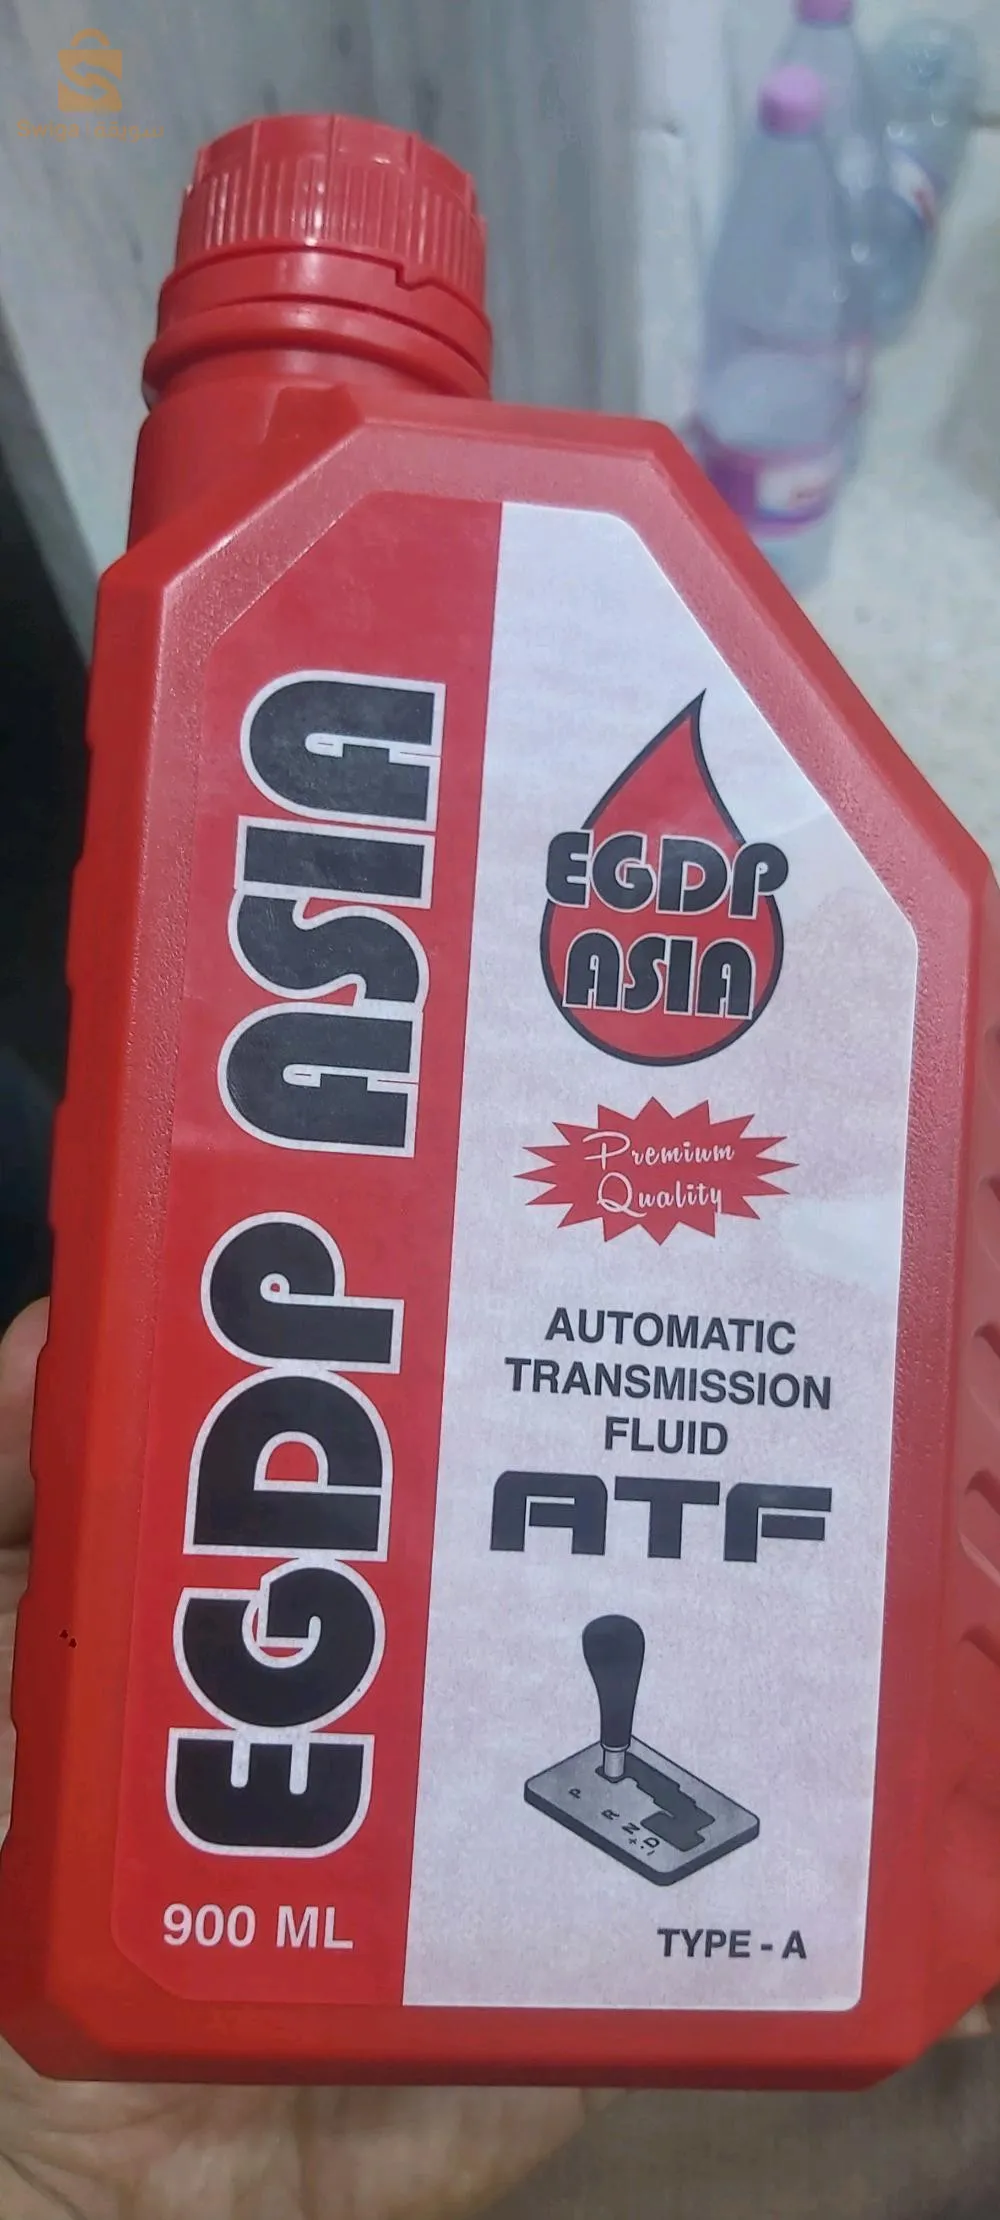 EGDP ASIA
900 ML
EGDP
ASIA
Premium
Quality
AUTOMATIC
TRANSMISSION
FLUID
ATF
P
R
N
D
+
-
TYPE - A